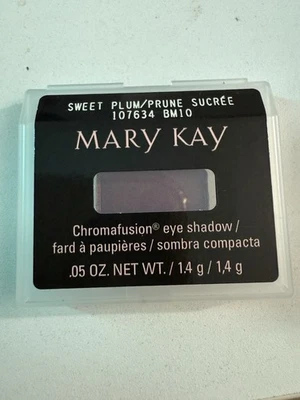 SWEET PLUM/PRUNE SUCRÉE
107634 BM10
MARY KAY
Chromafusion® eye shadow /
fard à paupières / sombra compacta
.05 OZ. NET WT. / 1.4 g / 1,4 g